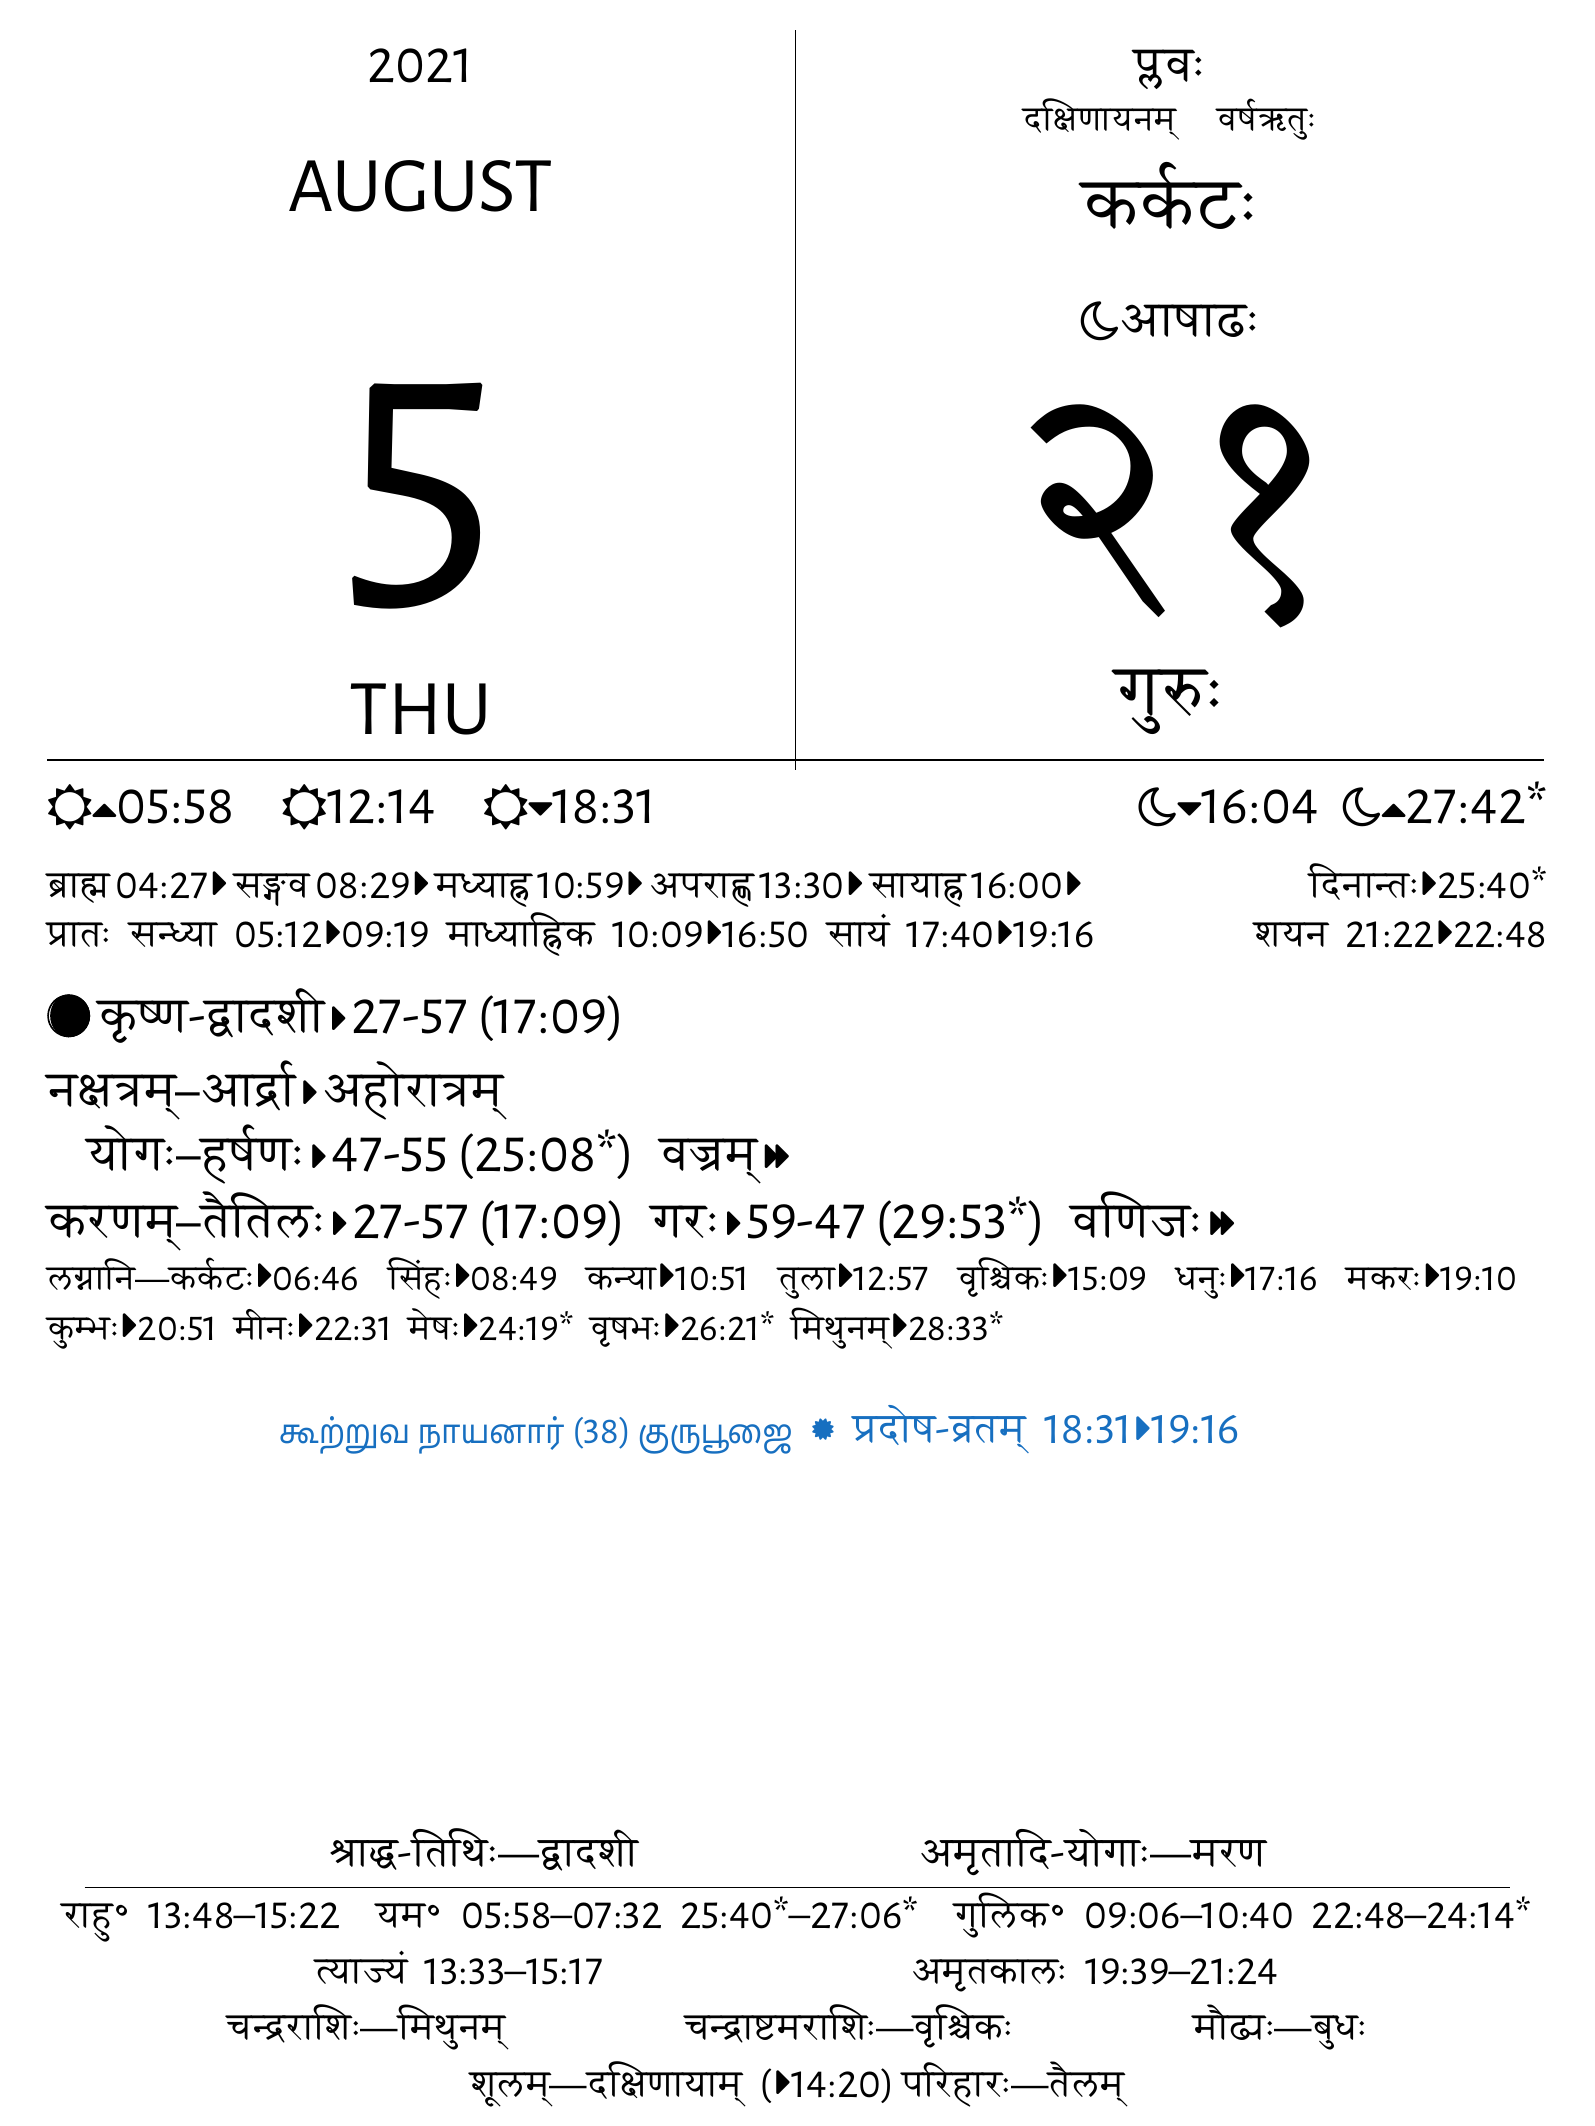 2021
AUGUST
5
THU
प्लवः
दक्षिणायनम् वर्षऋतुः
कर्कटः
आषाढः
२१
गुरुः
05:58 12:14 18:31 16:04 27:42*
ब्राह्म 04:27 सङ्गव 08:29 मध्याह्न 10:59 अपराह्ण 13:30 सायाह्न 16:00 दिनान्तः 25:40*
प्रातः सन्ध्या 05:12 09:19 माध्याह्निक 10:09 16:50 सायं 17:40 19:16 शयन 21:22 22:48
कृष्ण-द्वादशी 27-57 (17:09)
नक्षत्रम्–आर्द्रा अहोरात्रम्
योगः–हर्षणः 47-55 (25:08*) वज्रम्
करणम्–तैतिलः 27-57 (17:09) गरः 59-47 (29:53*) वणिजः
लग्नानि—कर्कटः 06:46 सिंहः 08:49 कन्या 10:51 तुला 12:57 वृश्चिकः 15:09 धनुः 17:16 मकरः 19:10
कुम्भः 20:51 मीनः 22:31 मेषः 24:19* वृषभः 26:21* मिथुनम् 28:33*
கூற்றுவ நாயனார் (38) குருபூஜை प्रदोष-व्रतम् 18:31 19:16
श्राद्ध-तिथिः—द्वादशी अमृतादि-योगाः—मरण
राहु॰ 13:48–15:22 यम॰ 05:58–07:32 25:40*–27:06* गुलिक॰ 09:06–10:40 22:48–24:14*
त्याज्यं 13:33–15:17 अमृतकालः 19:39–21:24
चन्द्रराशिः—मिथुनम् चन्द्राष्टमराशिः—वृश्चिकः मौढ्यः—बुधः
शूलम्—दक्षिणायाम् ( 14:20) परिहारः—तैलम्